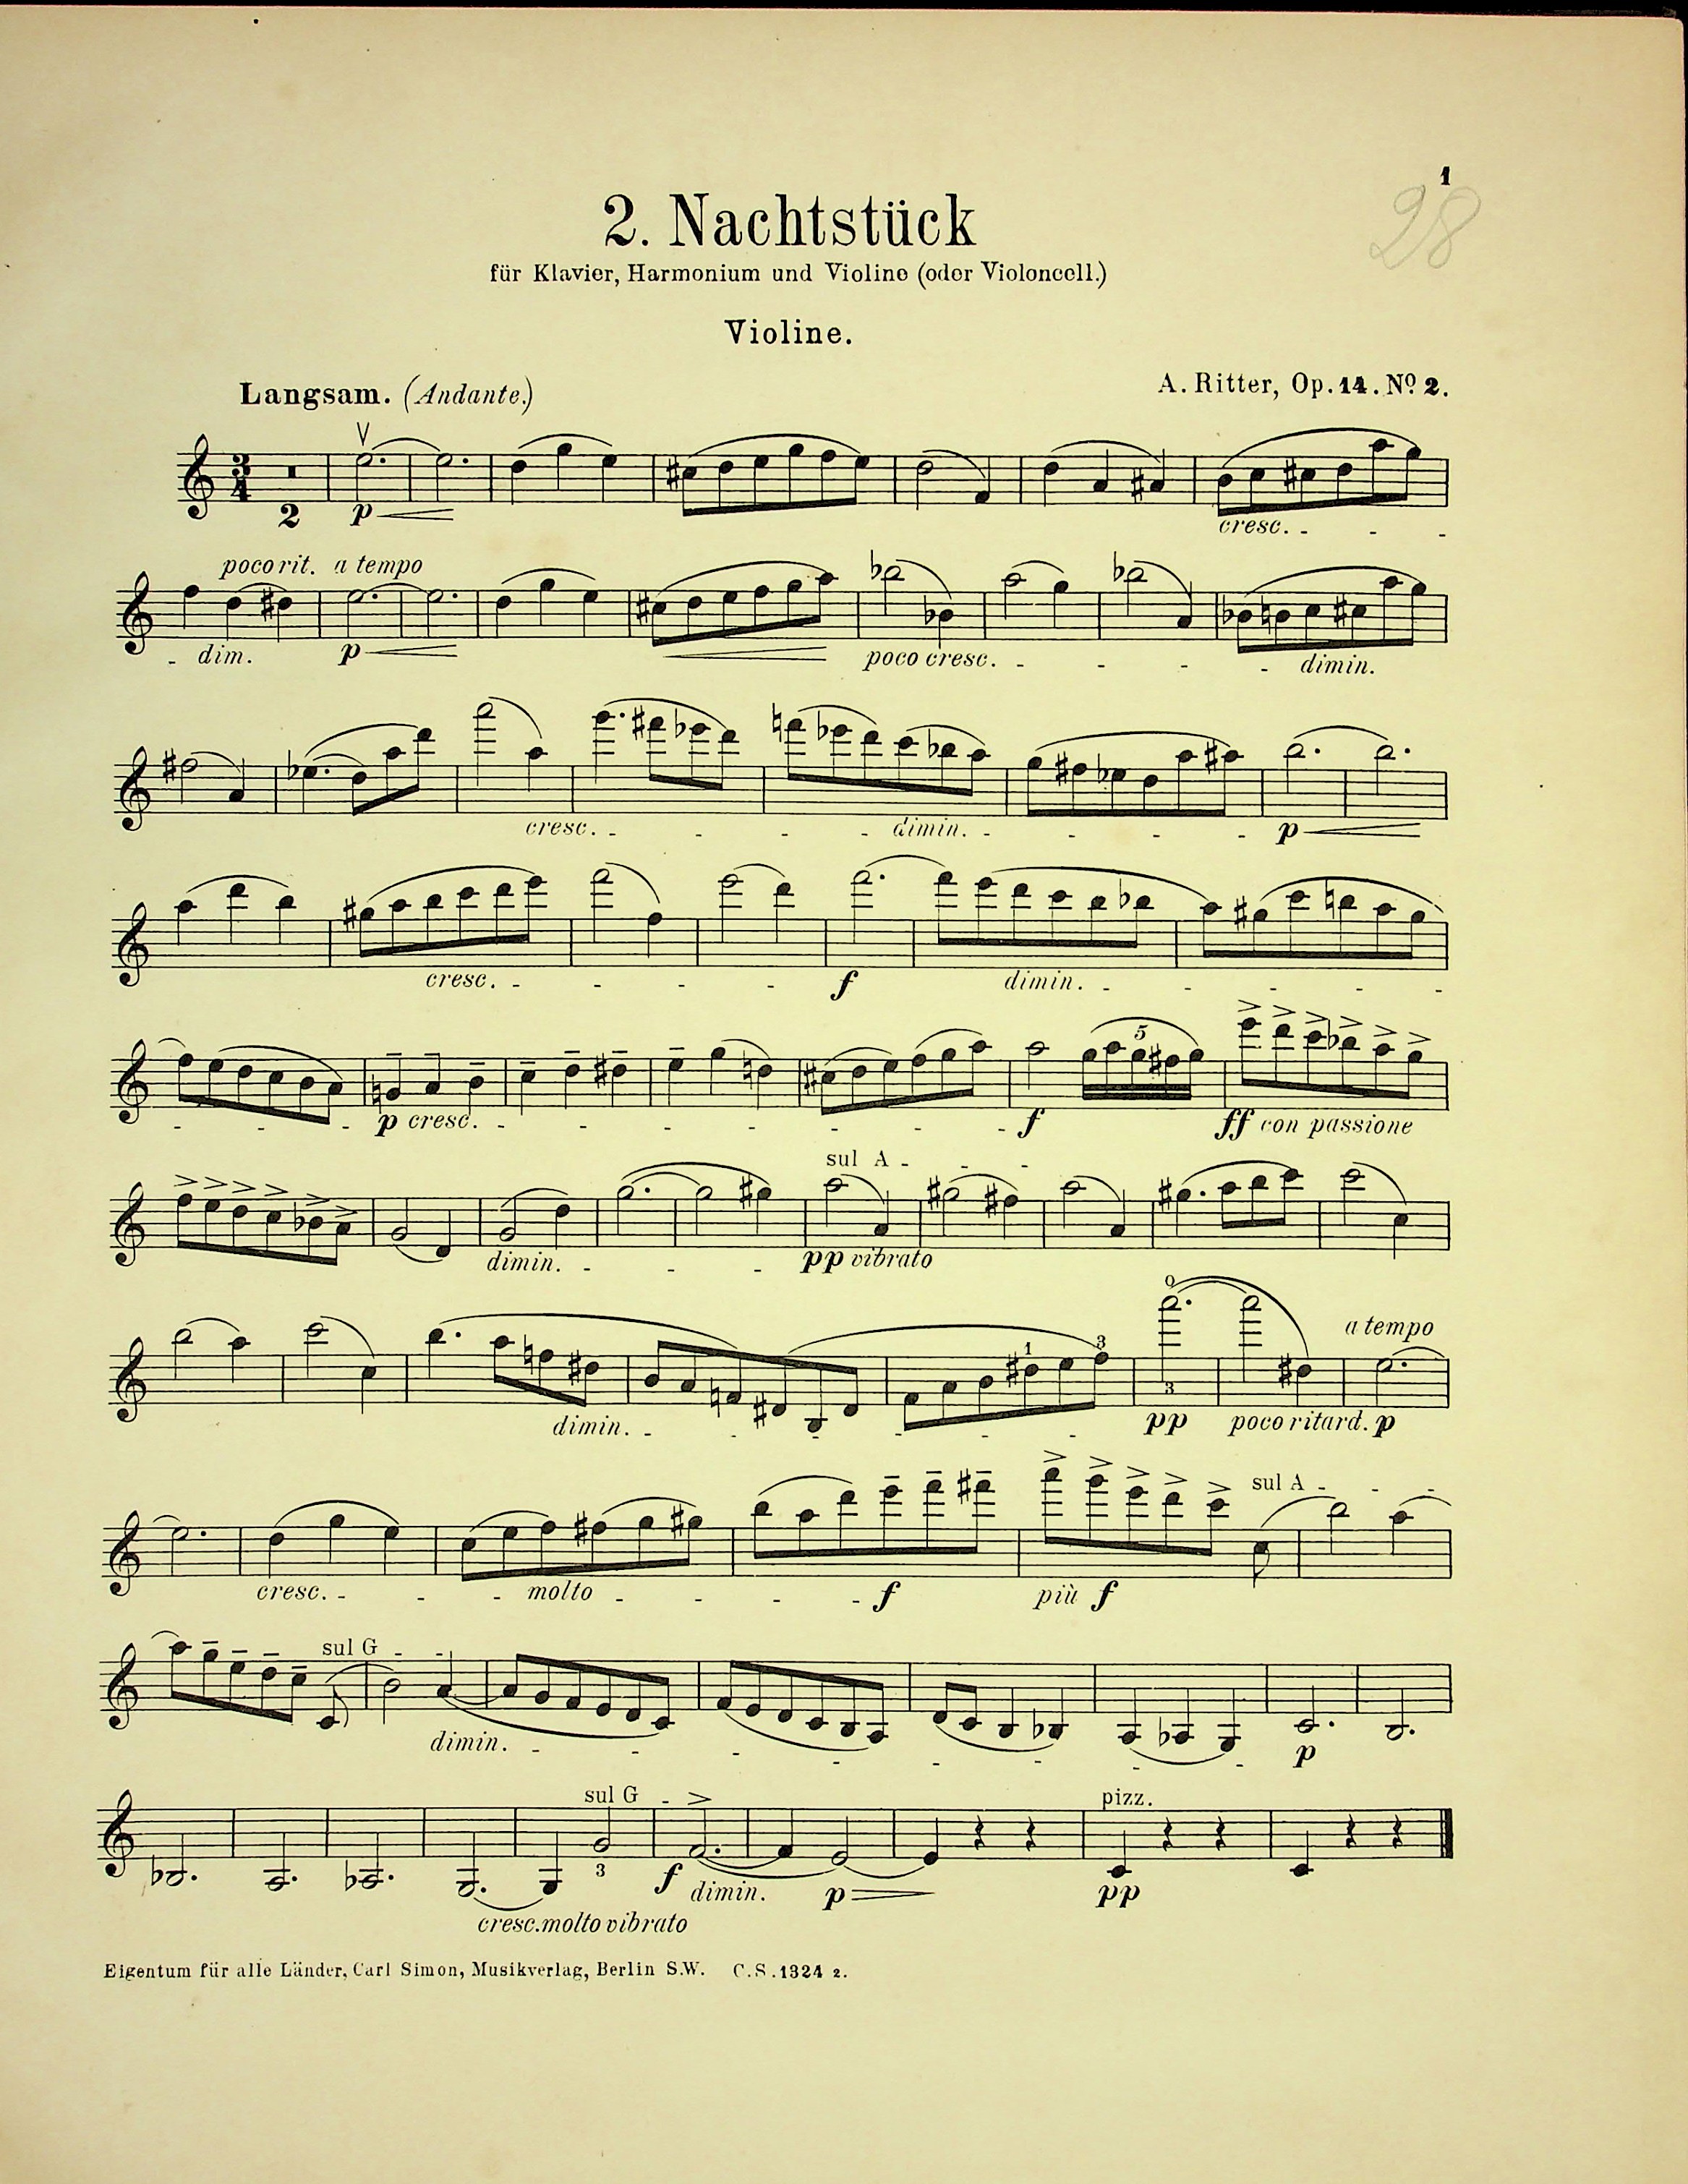 1
28
2. Nachtstück
für Klavier, Harmonium und Violine (oder Violoncell.)
Violine.
Langsam. (Andante.)
A. Ritter, Op. 14. No. 2.
3
4
2
p
cresc. - - -
poco rit. a tempo
- dim. p poco cresc. - - - - dimin.
cresc. - - - - dimin. - - - - p
cresc. - - - - f dimin. - - - - -
5
- - - p cresc. - - - - - - - f ff con passione
sul A - - -
dimin. - - - pp vibrato
a tempo
1 3
3
dimin. - - - - - - pp poco ritard. p
sul A - - -
cresc. - - - molto - - - - f più f
sul G - -
dimin. - - - - - - - - - p
sul G - pizz.
3
f dimin. p pp
cresc. molto vibrato
Eigentum für alle Länder, Carl Simon, Musikverlag, Berlin S.W. C.S. 1324 2.